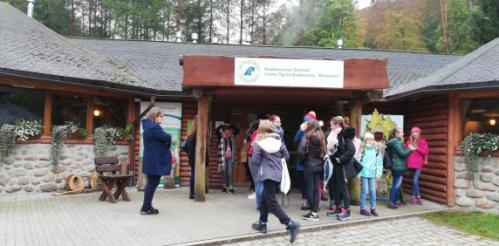 Nadleśnictwo Gdańsk
Leśny Ogród Botaniczny „Marszewo”